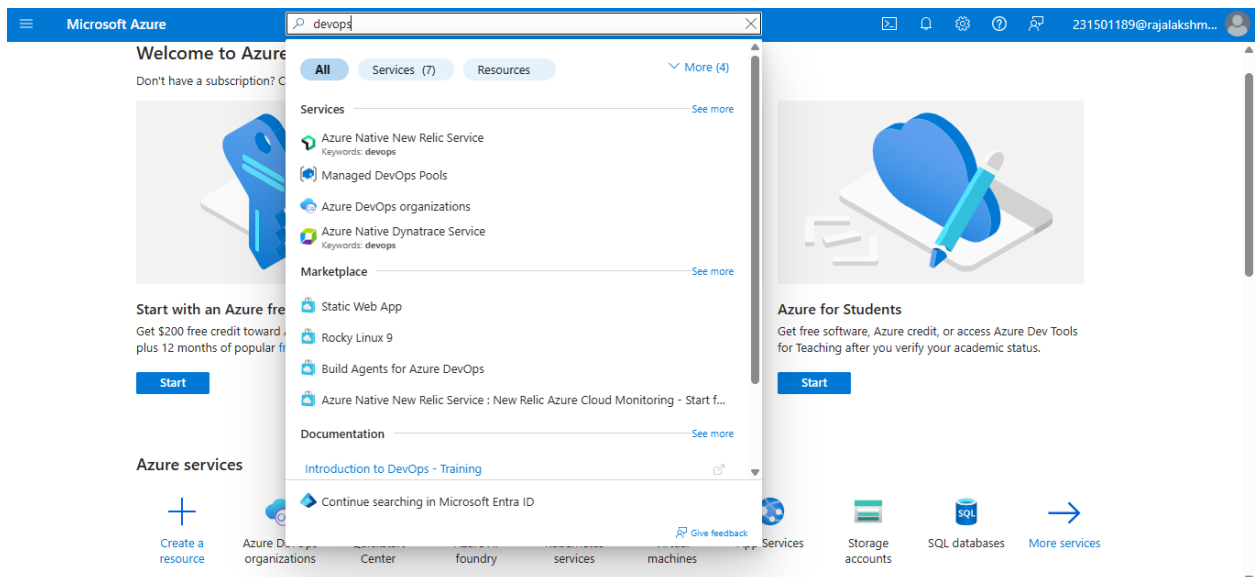 Microsoft Azure
devops
231501189@rajalakshm...
Welcome to Azure
Don't have a subscription? C
All
Services (7)
Resources
More (4)
Services
See more
Azure Native New Relic Service
Keywords: devops
Managed DevOps Pools
Azure DevOps organizations
Azure Native Dynatrace Service
Keywords: devops
Marketplace
See more
Static Web App
Rocky Linux 9
Build Agents for Azure DevOps
Azure Native New Relic Service : New Relic Azure Cloud Monitoring - Start f...
Documentation
See more
Introduction to DevOps - Training
Continue searching in Microsoft Entra ID
Give feedback
Start with an Azure fre
Get $200 free credit toward
plus 12 months of popular fr
Start
Azure for Students
Get free software, Azure credit, or access Azure Dev Tools
for Teaching after you verify your academic status.
Start
Azure services
Create a
resource
Azure D
organizations
Center
foundry
services
machines
Services
Storage
accounts
SQL
SQL databases
More services